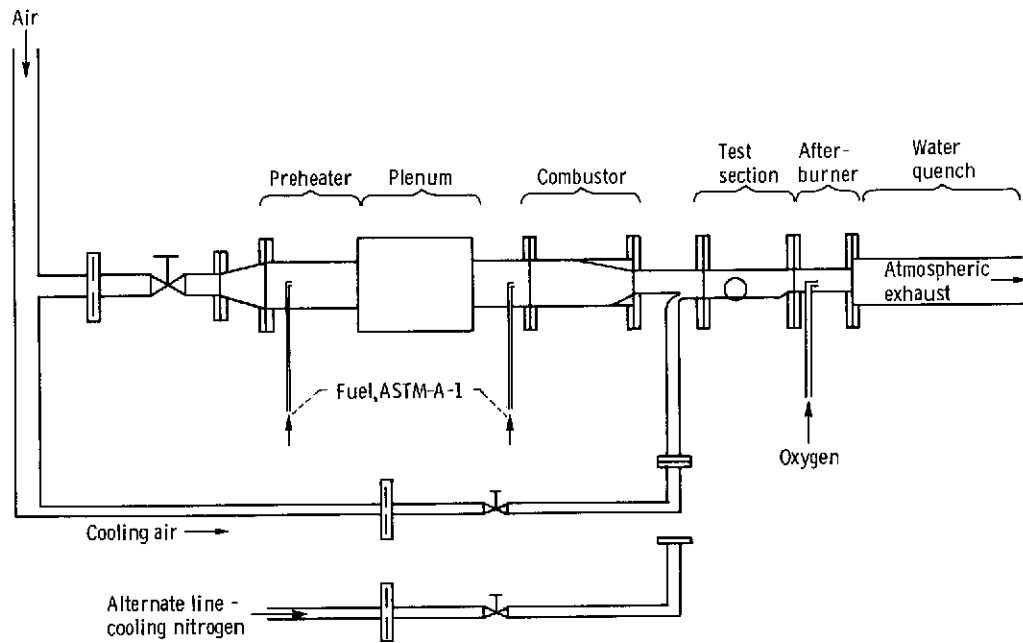 Air
Preheater
Plenum
Combustor
Test
section
After-
burner
Water
quench
Atmospheric
exhaust
Fuel, ASTM-A-1
Oxygen
Cooling air
Alternate line -
cooling nitrogen